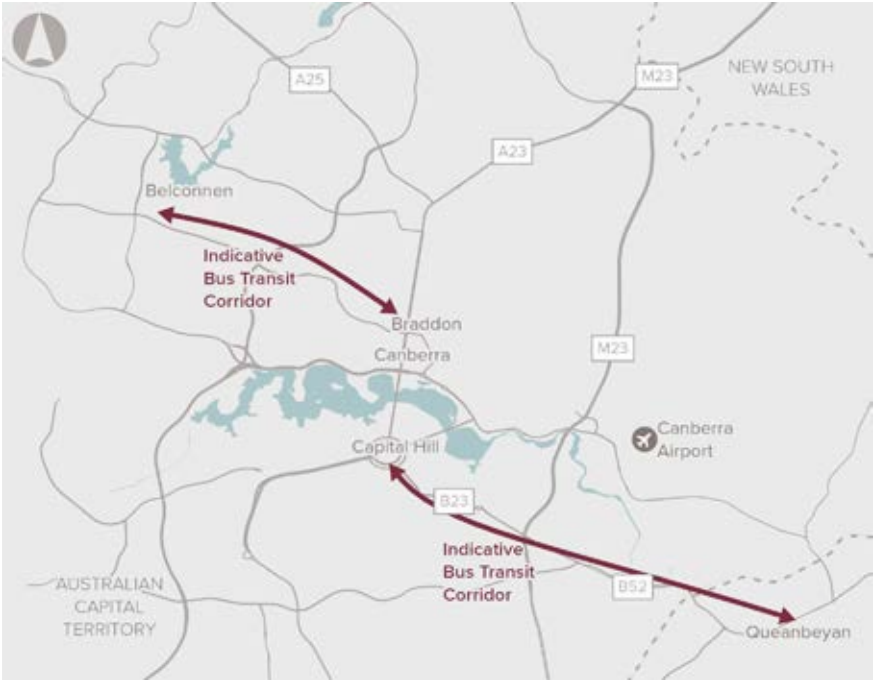 A25
M23
NEW SOUTH
WALES
A23
Belconnen
Indicative
Bus Transit
Corridor
Braddon
Canberra
M23
Canberra
Airport
Capital Hill
B23
Indicative
Bus Transit
Corridor
B52
AUSTRALIAN
CAPITAL
TERRITORY
Queanbeyan